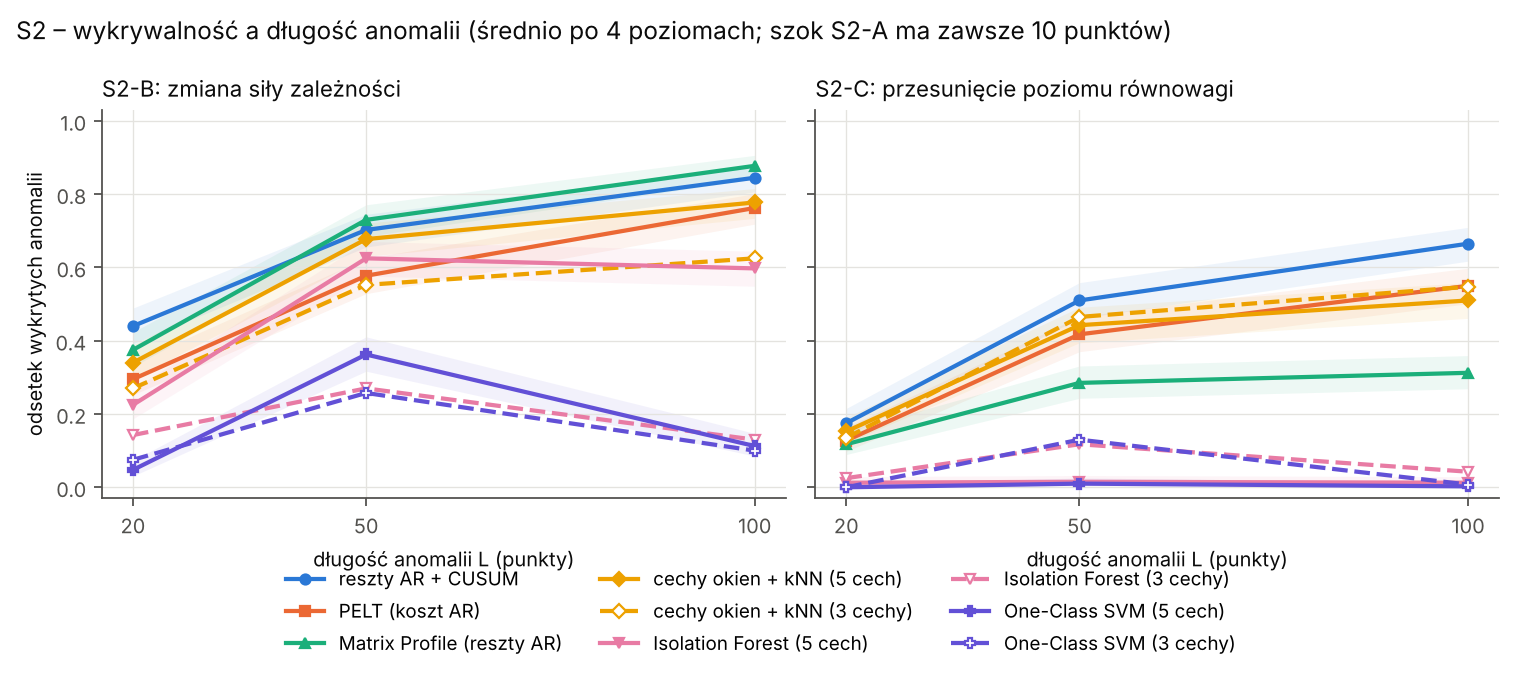 S2 – wykrywalność a długość anomalii (średnio po 4 poziomach; szok S2-A ma zawsze 10 punktów)
S2-B: zmiana siły zależności
S2-C: przesunięcie poziomu równowagi
odsetek wykrytych anomalii
1.0
0.8
0.6
0.4
0.2
0.0
20
50
100
20
50
100
długość anomalii L (punkty)
długość anomalii L (punkty)
reszty AR + CUSUM
PELT (koszt AR)
Matrix Profile (reszty AR)
cechy okien + kNN (5 cech)
cechy okien + kNN (3 cechy)
Isolation Forest (5 cech)
Isolation Forest (3 cechy)
One-Class SVM (5 cech)
One-Class SVM (3 cechy)